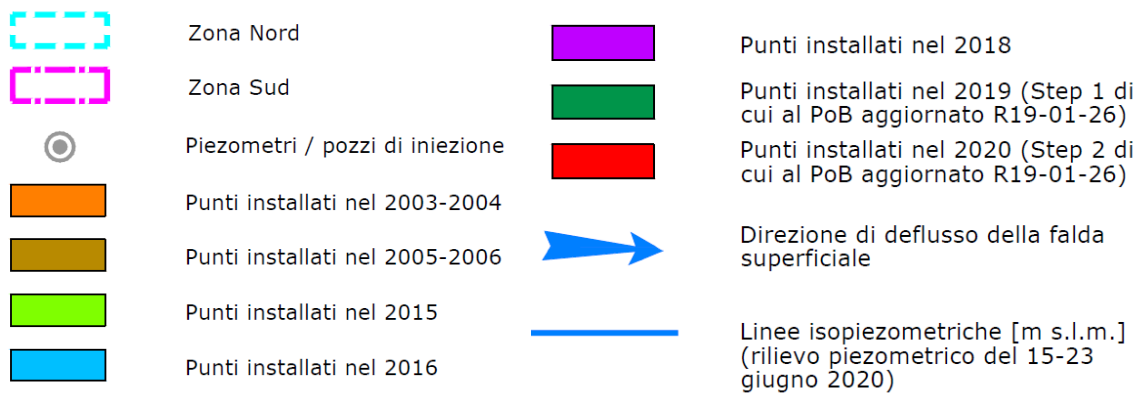 Zona Nord
Zona Sud
Piezometri / pozzi di iniezione
Punti installati nel 2003-2004
Punti installati nel 2005-2006
Punti installati nel 2015
Punti installati nel 2016
Punti installati nel 2018
Punti installati nel 2019 (Step 1 di
cui al PoB aggiornato R19-01-26)
Punti installati nel 2020 (Step 2 di
cui al PoB aggiornato R19-01-26)
Direzione di deflusso della falda
superficiale
Linee isopiezometriche [m s.l.m.]
(rilievo piezometrico del 15-23
giugno 2020)